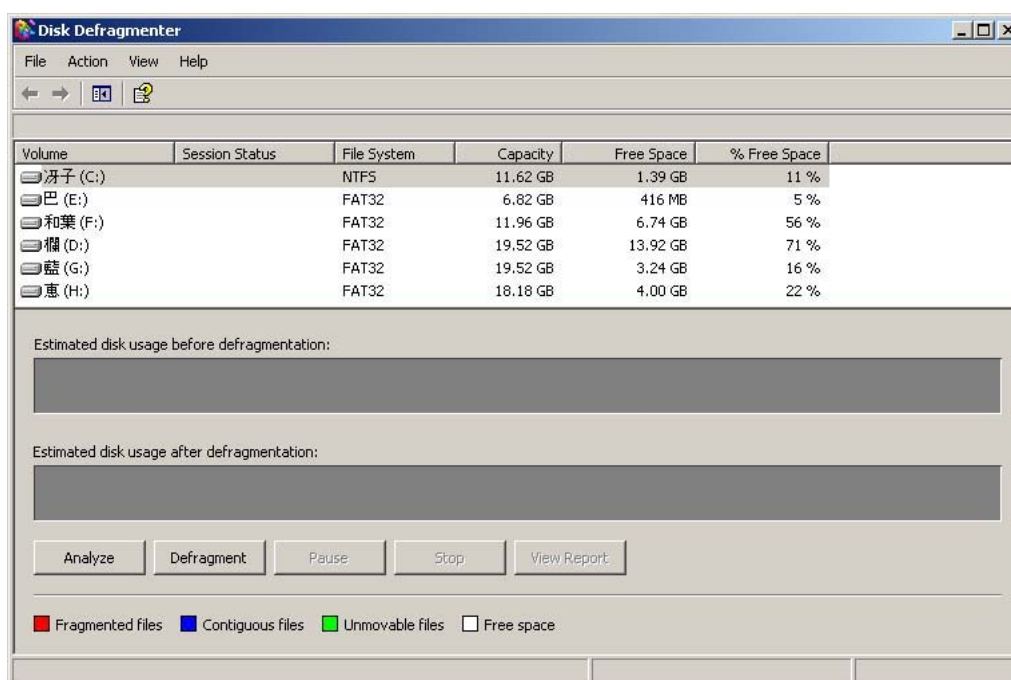 Disk Defragmenter
File Action View Help
Volume Session Status File System Capacity Free Space % Free Space
冴子 (C:) NTFS 11.62 GB 1.39 GB 11 %
巴 (E:) FAT32 6.82 GB 416 MB 5 %
和葉 (F:) FAT32 11.96 GB 6.74 GB 56 %
欄 (D:) FAT32 19.52 GB 13.92 GB 71 %
藍 (G:) FAT32 19.52 GB 3.24 GB 16 %
恵 (H:) FAT32 18.18 GB 4.00 GB 22 %
Estimated disk usage before defragmentation:
Estimated disk usage after defragmentation:
Analyze Defragment Pause Stop View Report
Fragmented files Contiguous files Unmovable files Free space